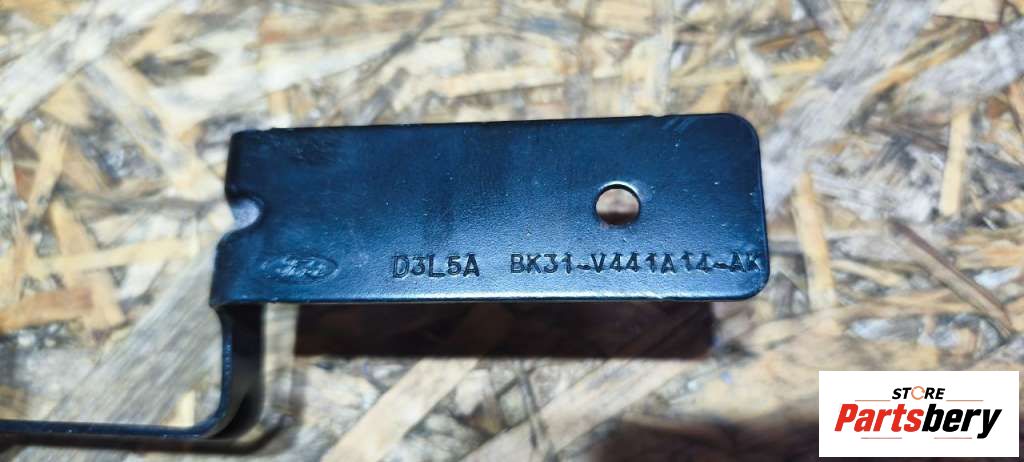 D3L5A BK31-V441A14-AK
STORE
Partsbery